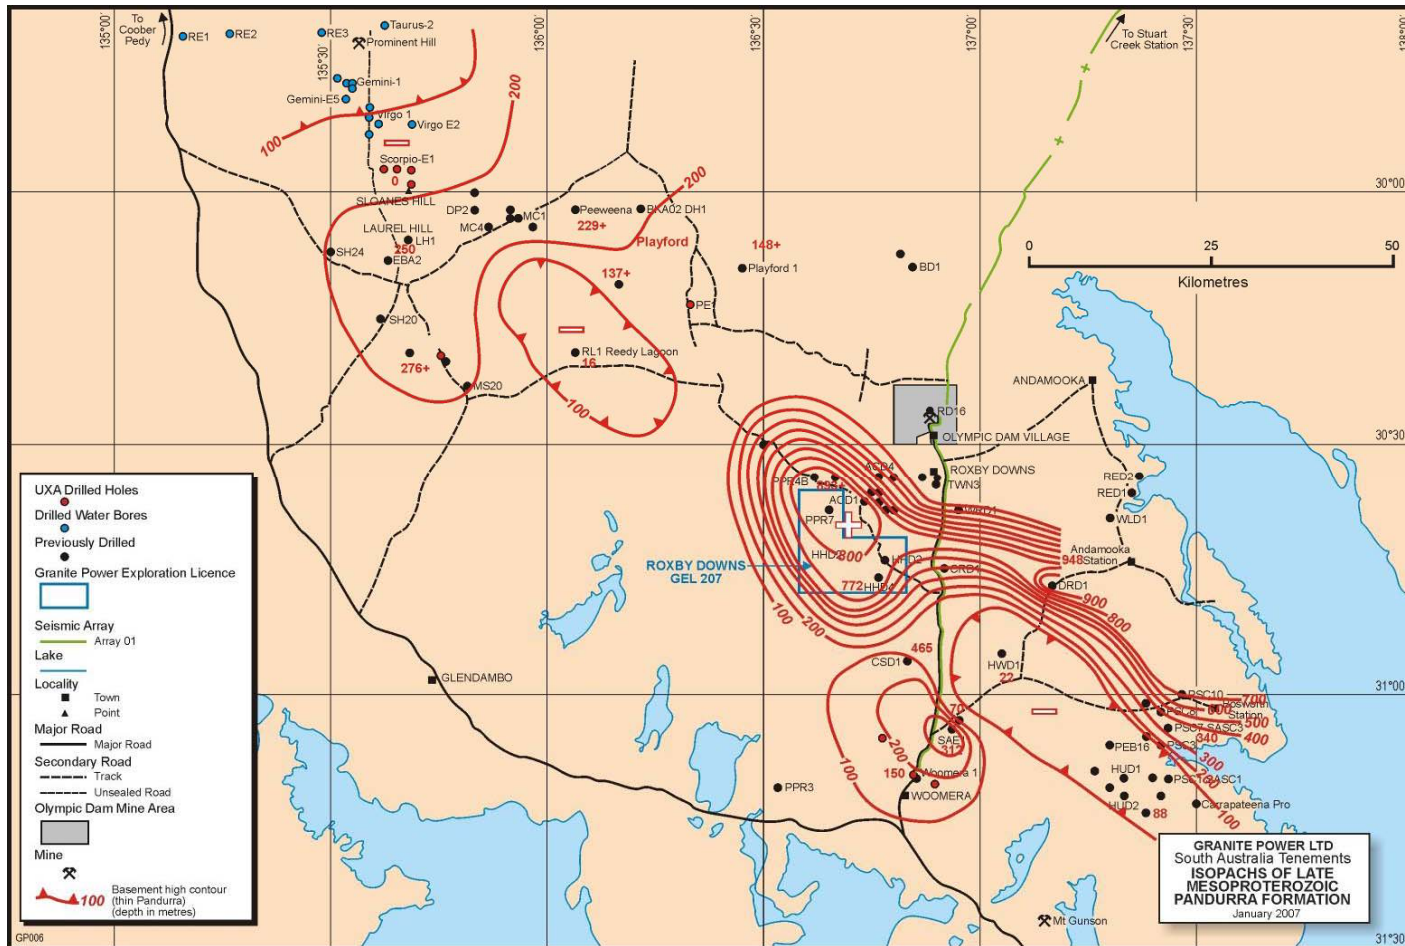 To
Coober
Pedy
135°00'
RE1
RE2
RE3
135°30'
Taurus-2
Prominent Hill
136°00'
136°30'
137°00'
To Stuart
Creek Station
137°30'
138°00'
Gemini-1
Gemini-E5
Virgo 1
Virgo E2
100
200
Scorpio-E1
0
SLOANES HILL
30°00'
DP2
MC4
MC1
Peeweena
229+
BKA02 DH1
200
LAUREL HILL
LH1
250
SH24
EBA2
Playford
148+
Playford 1
BD1
137+
PE1
0
25
50
Kilometres
SH20
276+
MS20
RL1 Reedy Lagoon
16
100
ANDAMOOKA
RD16
OLYMPIC DAM VILLAGE
30°30'
ROXBY DOWNS
TWN3
PPR4B
ACD4
ACD1
PPR7
WRD1
RED2
RED1
WLD1
Andamooka
Station
948
HHD2
800
HHD2
ROXBY DOWNS
GEL 207
772
HHD4
CRD1
DRD1
900
800
100
200
465
CSD1
HWD1
22
31°00'
PSC10
700
600
500
400
Bosworth
Station
PSC7 SASC3
PSC3
340
300
200
100
PEB16
HUD1
HUD2
88
Carrapateena Pro
70
SAE1
312
200
100
150
Woomera 1
WOOMERA
PPR3
GLENDAMBO
Mt Gunson
31°30'
UXA Drilled Holes
Drilled Water Bores
Previously Drilled
Granite Power Exploration Licence
Seismic Array
Array 01
Lake
Locality
Town
Point
Major Road
Major Road
Secondary Road
Track
Unsealed Road
Olympic Dam Mine Area
Mine
100
Basement high contour
(thin Pandurra)
(depth in metres)
GP006
GRANITE POWER LTD
South Australia Tenements
ISOPACHS OF LATE
MESOPROTEROZOIC
PANDURRA FORMATION
January 2007